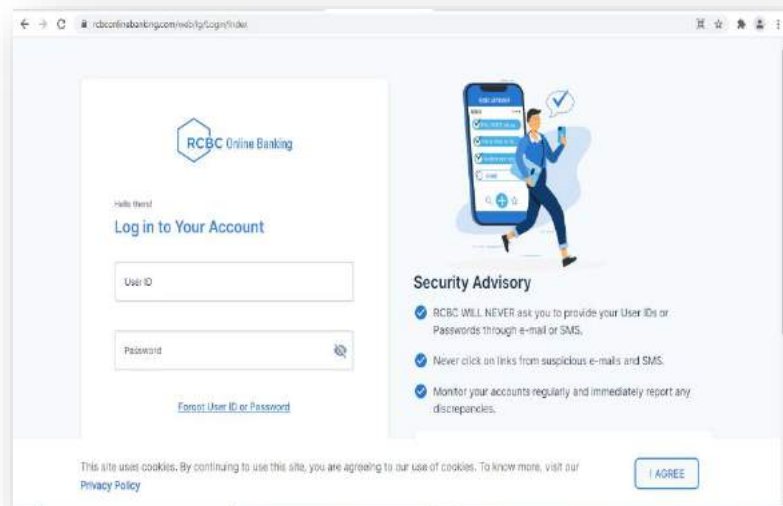 rcbconlinebanking.com/web/lg/Login/Index
RCBC Online Banking
Hello there!
Log in to Your Account
User ID
Password
Forgot User ID or Password
Security Advisory
RCBC WILL NEVER ask you to provide your User IDs or
Passwords through e-mail or SMS.
Never click on links from suspicious e-mails and SMS.
Monitor your accounts regularly and immediately report any
discrepancies.
This site uses cookies. By continuing to use this site, you are agreeing to our use of cookies. To know more, visit our
Privacy Policy
I AGREE